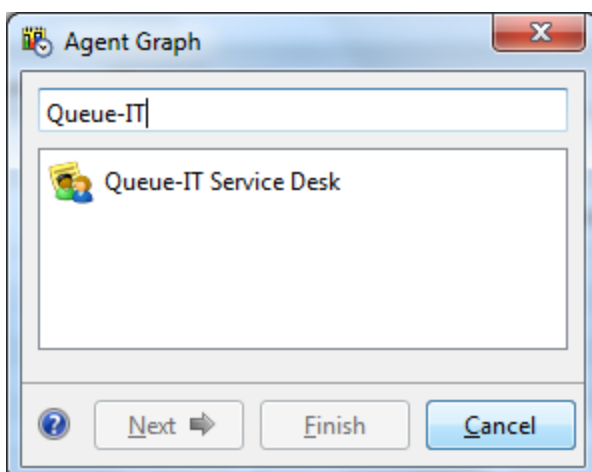 Agent Graph
Queue-IT
Queue-IT Service Desk
Next
Finish
Cancel